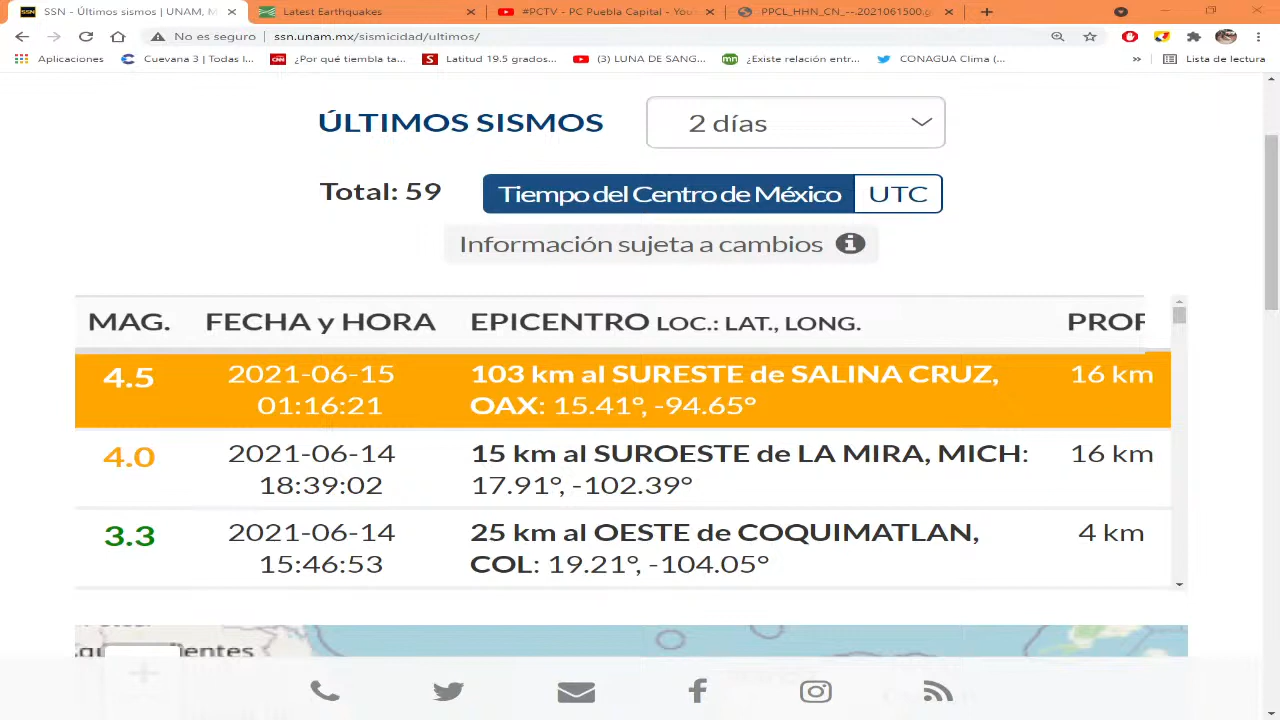 SSN - Últimos sismos | UNAM, M
Latest Earthquakes
#PCTV - PC Puebla Capital - You
PPCL_HHN_CN_--.2021061500.g
No es seguro | ssn.unam.mx/sismicidad/ultimos/
Aplicaciones
Cuevana 3 | Todas l...
¿Por qué tiembla ta...
Latitud 19.5 grados...
(3) LUNA DE SANG...
¿Existe relación entr...
CONAGUA Clima (...
Lista de lectura
ÚLTIMOS SISMOS
2 días
Total: 59
Tiempo del Centro de México
UTC
Información sujeta a cambios
MAG. FECHA y HORA EPICENTRO LOC.: LAT., LONG. PROF
4.5 2021-06-15 103 km al SURESTE de SALINA CRUZ, 16 km
01:16:21 OAX: 15.41°, -94.65°
4.0 2021-06-14 15 km al SUROESTE de LA MIRA, MICH: 16 km
18:39:02 17.91°, -102.39°
3.3 2021-06-14 25 km al OESTE de COQUIMATLAN, 4 km
15:46:53 COL: 19.21°, -104.05°